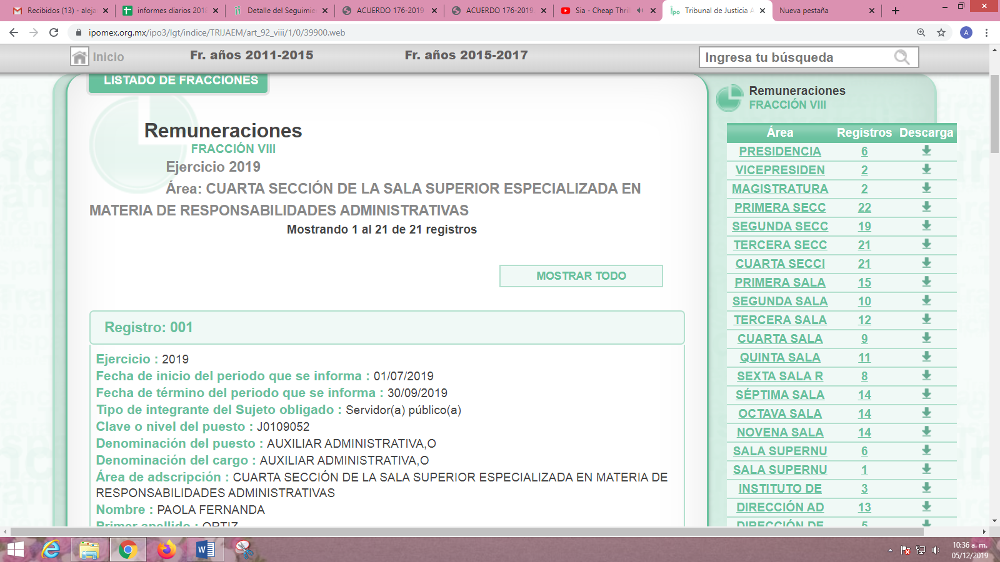 Recibidos (13) - aleja
informes diarios 2018
Detalle del Seguimie
ACUERDO 176-2019
ACUERDO 176-2019
Sia - Cheap Thril
Tribunal de Justicia A
Nueva pestaña
ipomex.org.mx/ipo3/lgt/indice/TRIJAEM/art_92_viii/1/0/39900.web
A
Inicio
Fr. años 2011-2015
Fr. años 2015-2017
Ingresa tu búsqueda
LISTADO DE FRACCIONES
Remuneraciones
FRACCIÓN VIII
Ejercicio 2019
Área: CUARTA SECCIÓN DE LA SALA SUPERIOR ESPECIALIZADA EN
MATERIA DE RESPONSABILIDADES ADMINISTRATIVAS
Mostrando 1 al 21 de 21 registros
MOSTRAR TODO
Registro: 001
Ejercicio : 2019
Fecha de inicio del periodo que se informa : 01/07/2019
Fecha de término del periodo que se informa : 30/09/2019
Tipo de integrante del Sujeto obligado : Servidor(a) público(a)
Clave o nivel del puesto : J0109052
Denominación del puesto : AUXILIAR ADMINISTRATIVA,O
Denominación del cargo : AUXILIAR ADMINISTRATIVA,O
Área de adscripción : CUARTA SECCIÓN DE LA SALA SUPERIOR ESPECIALIZADA EN MATERIA DE
RESPONSABILIDADES ADMINISTRATIVAS
Nombre : PAOLA FERNANDA
Primer apellido : ORTIZ
Remuneraciones
FRACCIÓN VIII
Área Registros Descarga
PRESIDENCIA 6
VICEPRESIDEN 2
MAGISTRATURA 2
PRIMERA SECC 22
SEGUNDA SECC 19
TERCERA SECC 21
CUARTA SECCI 21
PRIMERA SALA 15
SEGUNDA SALA 10
TERCERA SALA 12
CUARTA SALA 9
QUINTA SALA 11
SEXTA SALA R 8
SÉPTIMA SALA 14
OCTAVA SALA 14
NOVENA SALA 14
SALA SUPERNU 6
SALA SUPERNU 1
INSTITUTO DE 3
DIRECCIÓN AD 13
DIRECCIÓN DE 5
10:36 a. m.
05/12/2019